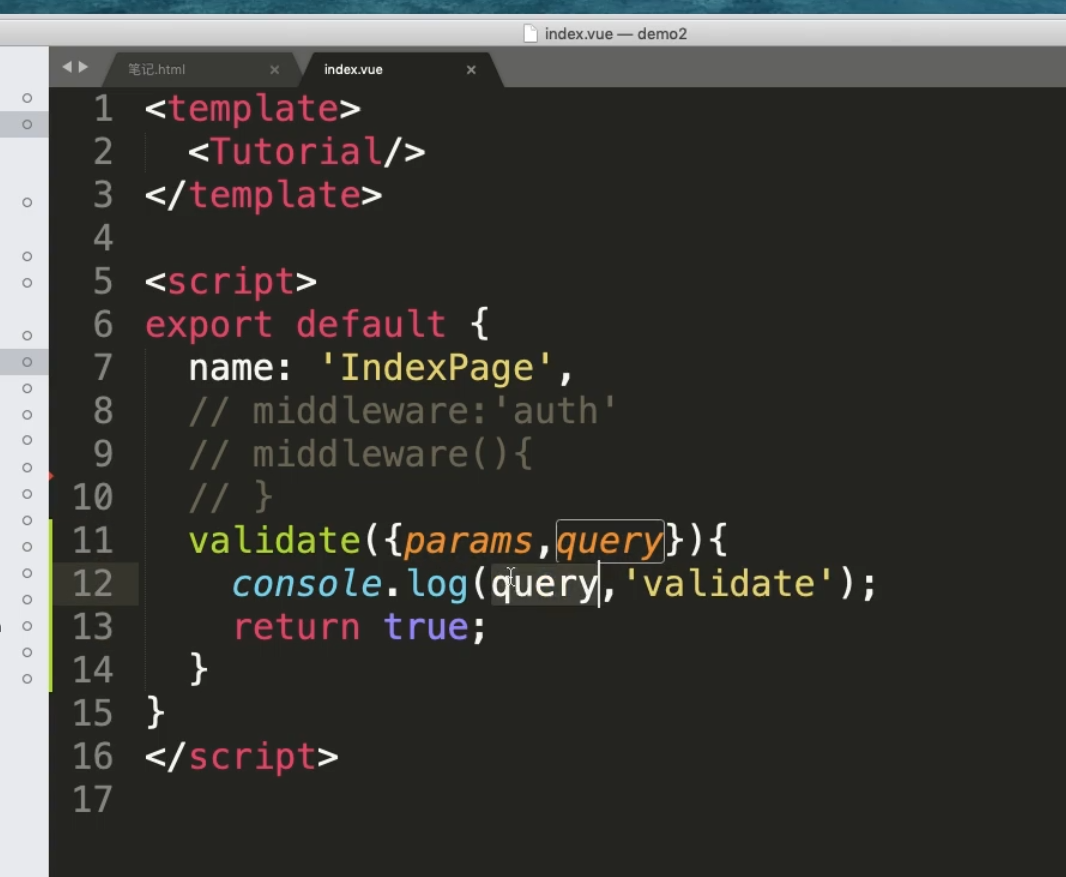 index.vue — demo2
笔记.html × index.vue ×
1 <template>
2 <Tutorial/>
3 </template>
4
5 <script>
6 export default {
7 name: 'IndexPage',
8 // middleware:'auth'
9 // middleware(){
10 // }
11 validate({params,query}){
12 console.log(query,'validate');
13 return true;
14 }
15 }
16 </script>
17